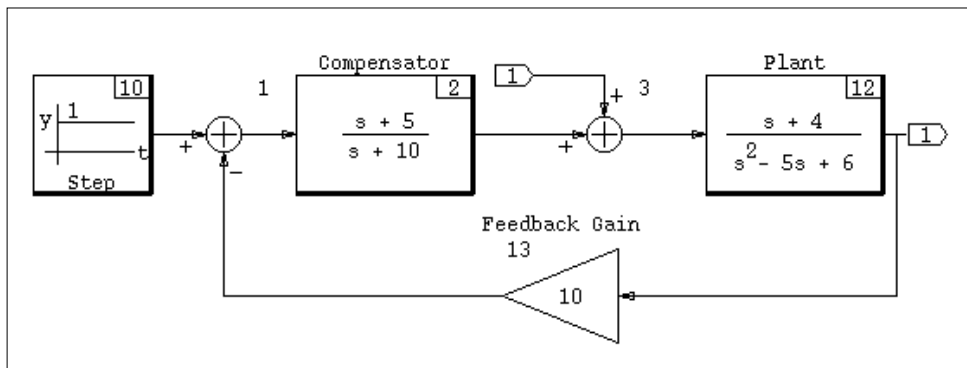 Compensator
Plant
10
1
2
1
3
12
y
1
t
Step
+
-
s + 5
s + 10
+
+
s + 4
s^2 - 5s + 6
1
Feedback Gain
13
10